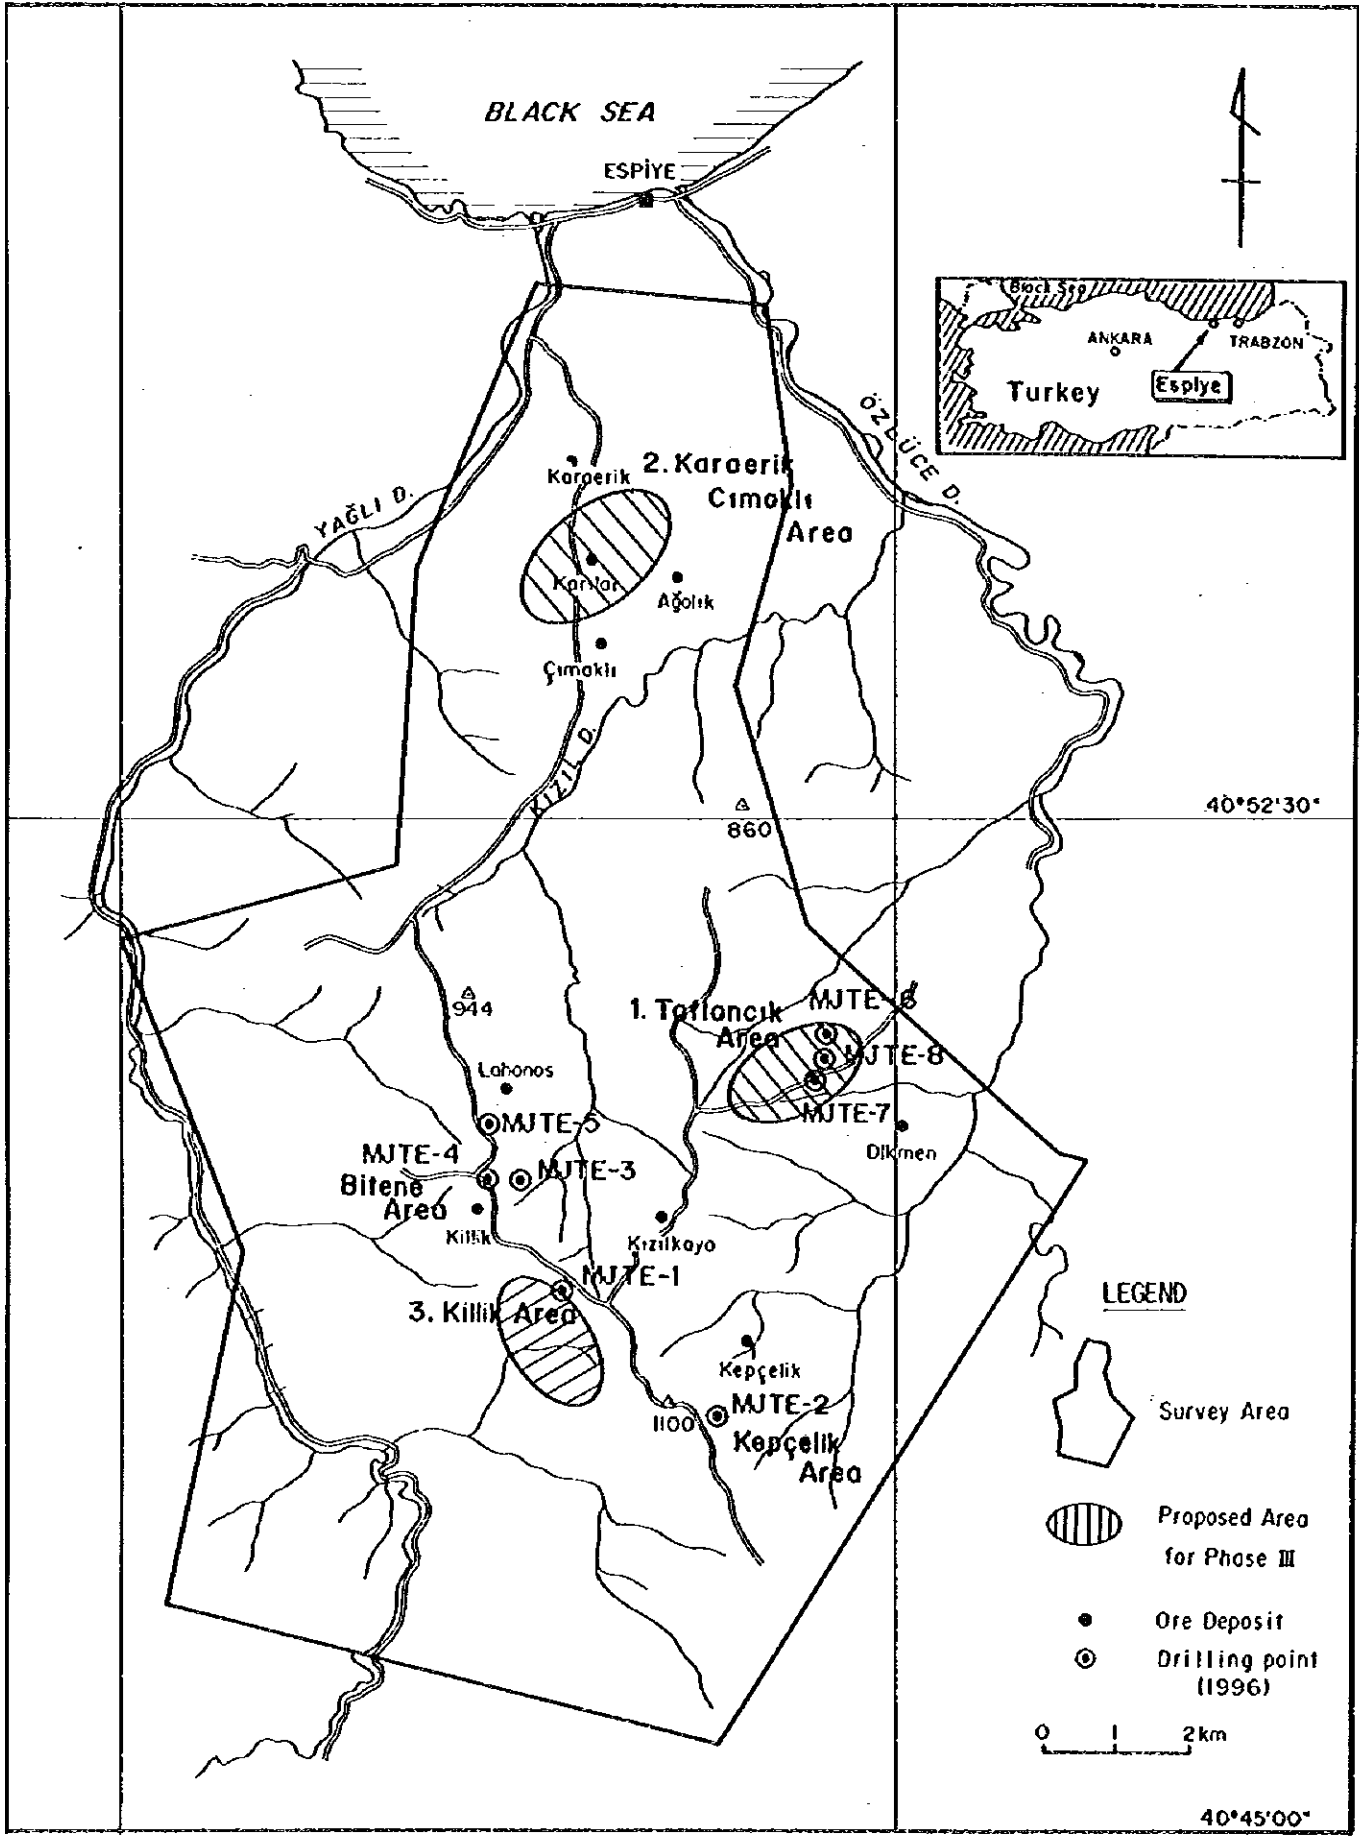 BLACK SEA
ESPİYE
Black Sea
ANKARA
TRABZON
Espiye
Turkey
ÖZLÜCE D.
YAĞLI D.
Karaerik
2. Karaerik
Çımaklı
Area
Karılar
Ağalık
Çımaklı
KIZIL D.
40°52'30"
860
944
1. Taflancık
Area
MJTE-6
MJTE-8
MJTE-7
Dikmen
Lahanos
MJTE-5
MJTE-4
MJTE-3
Bitene
Area
Killik
Kızılkaya
MJTE-1
3. Killik Area
Kepçelik
MJTE-2
1100
Kepçelik
Area
LEGEND
Survey Area
Proposed Area
for Phase III
Ore Deposit
Drilling point
(1996)
0 1 2km
40°45'00"